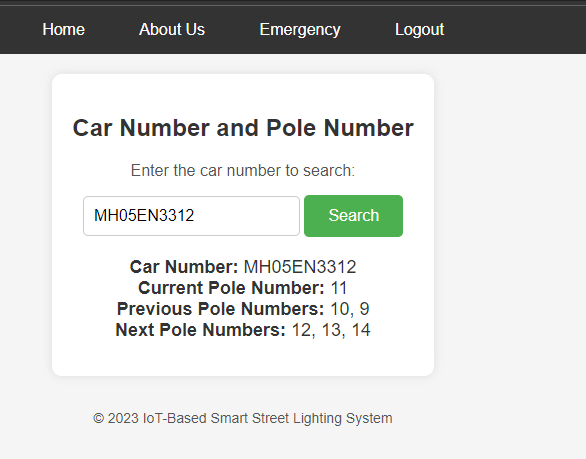 Home About Us Emergency Logout
Car Number and Pole Number
Enter the car number to search:
MH05EN3312 Search
Car Number: MH05EN3312
Current Pole Number: 11
Previous Pole Numbers: 10, 9
Next Pole Numbers: 12, 13, 14
© 2023 IoT-Based Smart Street Lighting System